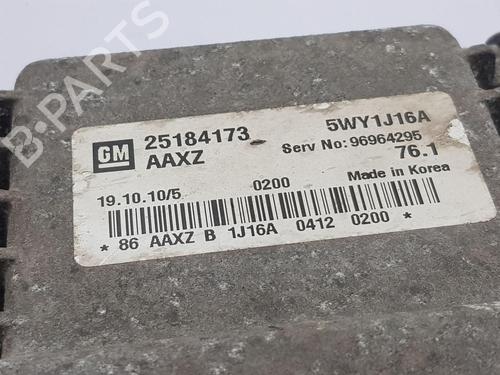 B-PARTS
GM
25184173
5WY1J16A
AAXZ
Serv No: 96964295
76.1
19.10.10/5
0200
Made in Korea
* 86 AAXZ B 1J16A 0412 0200 *